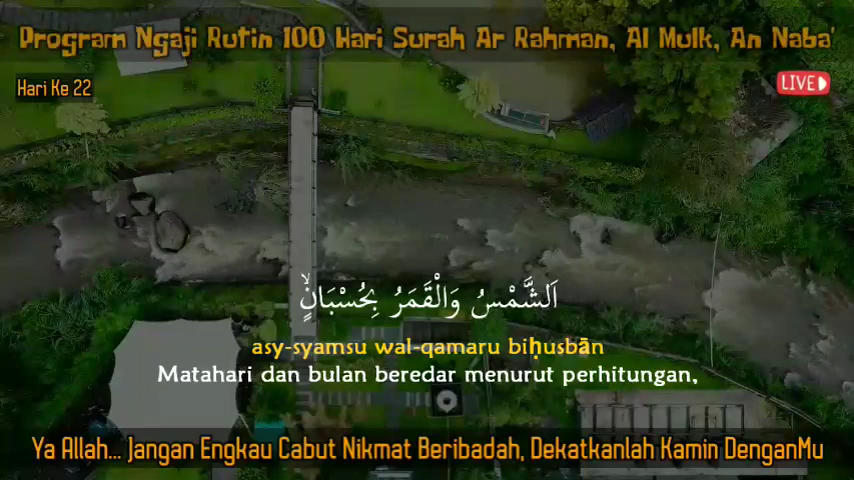 Program Ngaji Rutin 100 Hari Surah Ar Rahman, Al Mulk, An Naba'
Hari Ke 22
LIVE
اَلشَّمْسُ وَالْقَمَرُ بِحُسْبَانٍۙ
asy-syamsu wal-qamaru biḥusbān
Matahari dan bulan beredar menurut perhitungan,
Ya Allah... Jangan Engkau Cabut Nikmat Beribadah, Dekatkanlah Kamin DenganMu